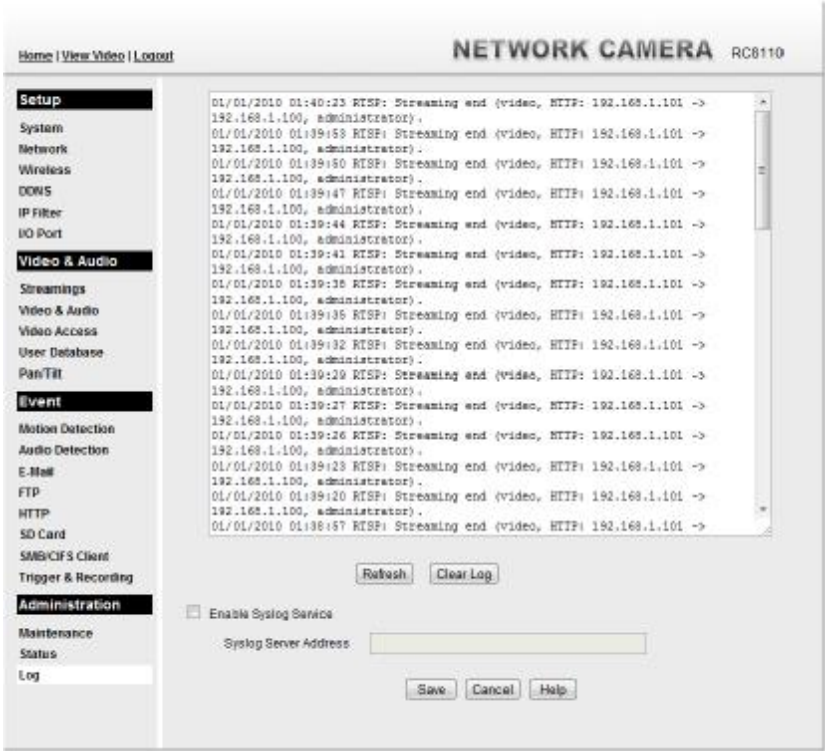 Home | View Video | Logout
NETWORK CAMERA RC8110
Setup
System
Network
Wireless
DDNS
IP Filter
I/O Port
Video & Audio
Streamings
Video & Audio
Video Access
User Database
Pan/Tilt
Event
Motion Detection
Audio Detection
E-Mail
FTP
HTTP
SD Card
SMB/CIFS Client
Trigger & Recording
Administration
Maintenance
Status
Log
01/01/2010 01:40:23 RTSP: Streaming end (video, HTTP: 192.168.1.101 ->
192.168.1.100, administrator).
01/01/2010 01:39:53 RTSP: Streaming end (video, HTTP: 192.168.1.101 ->
192.168.1.100, administrator).
01/01/2010 01:39:50 RTSP: Streaming end (video, HTTP: 192.168.1.101 ->
192.168.1.100, administrator).
01/01/2010 01:39:47 RTSP: Streaming end (video, HTTP: 192.168.1.101 ->
192.168.1.100, administrator).
01/01/2010 01:39:44 RTSP: Streaming end (video, HTTP: 192.168.1.101 ->
192.168.1.100, administrator).
01/01/2010 01:39:41 RTSP: Streaming end (video, HTTP: 192.168.1.101 ->
192.168.1.100, administrator).
01/01/2010 01:39:38 RTSP: Streaming end (video, HTTP: 192.168.1.101 ->
192.168.1.100, administrator).
01/01/2010 01:39:35 RTSP: Streaming end (video, HTTP: 192.168.1.101 ->
192.168.1.100, administrator).
01/01/2010 01:39:32 RTSP: Streaming end (video, HTTP: 192.168.1.101 ->
192.168.1.100, administrator).
01/01/2010 01:39:29 RTSP: Streaming end (video, HTTP: 192.168.1.101 ->
192.168.1.100, administrator).
01/01/2010 01:39:27 RTSP: Streaming end (video, HTTP: 192.168.1.101 ->
192.168.1.100, administrator).
01/01/2010 01:39:26 RTSP: Streaming end (video, HTTP: 192.168.1.101 ->
192.168.1.100, administrator).
01/01/2010 01:39:23 RTSP: Streaming end (video, HTTP: 192.168.1.101 ->
192.168.1.100, administrator).
01/01/2010 01:39:20 RTSP: Streaming end (video, HTTP: 192.168.1.101 ->
192.168.1.100, administrator).
01/01/2010 01:38:57 RTSP: Streaming end (video, HTTP: 192.168.1.101 ->
Refresh Clear Log
Enable Syslog Service
Syslog Server Address
Save Cancel Help